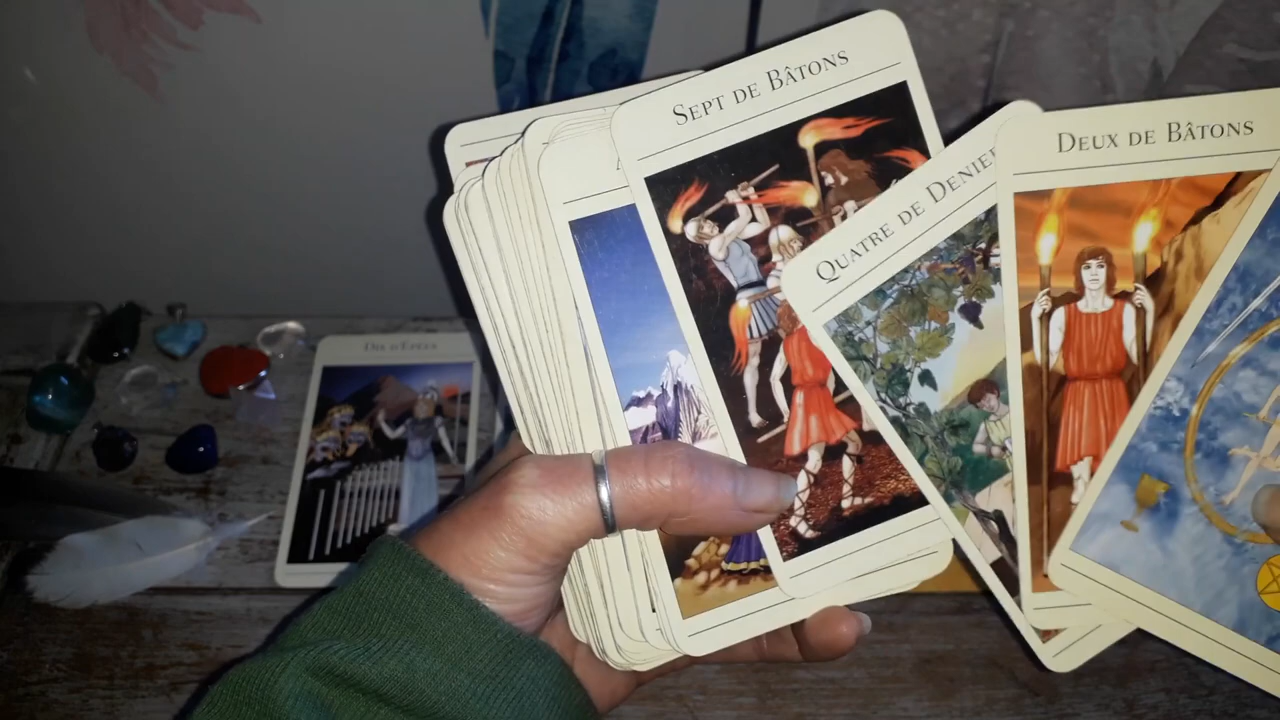 SEPT DE BÂTONS
QUATRE DE DENIE
DEUX DE BÂTONS
DIX D'ÉPÉES